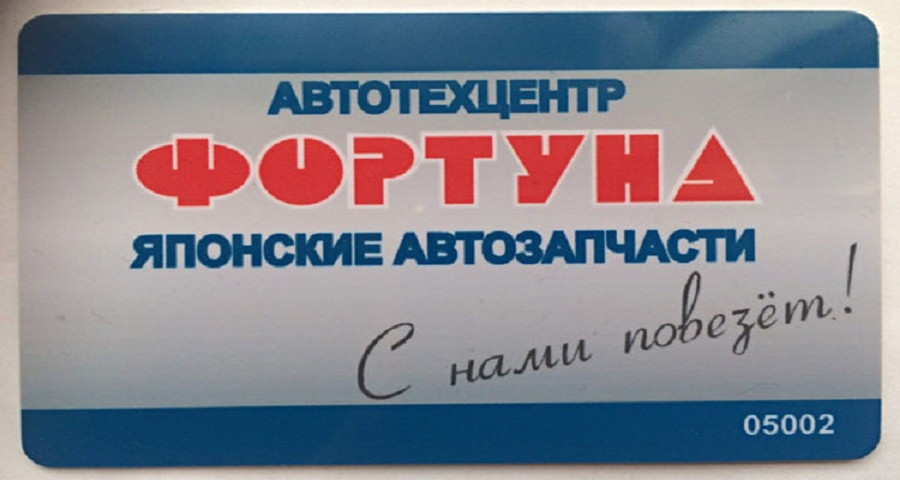 АВТОТЕХЦЕНТР
ФОРТУНА
ЯПОНСКИЕ АВТОЗАПЧАСТИ
С нами повезёт!
05002